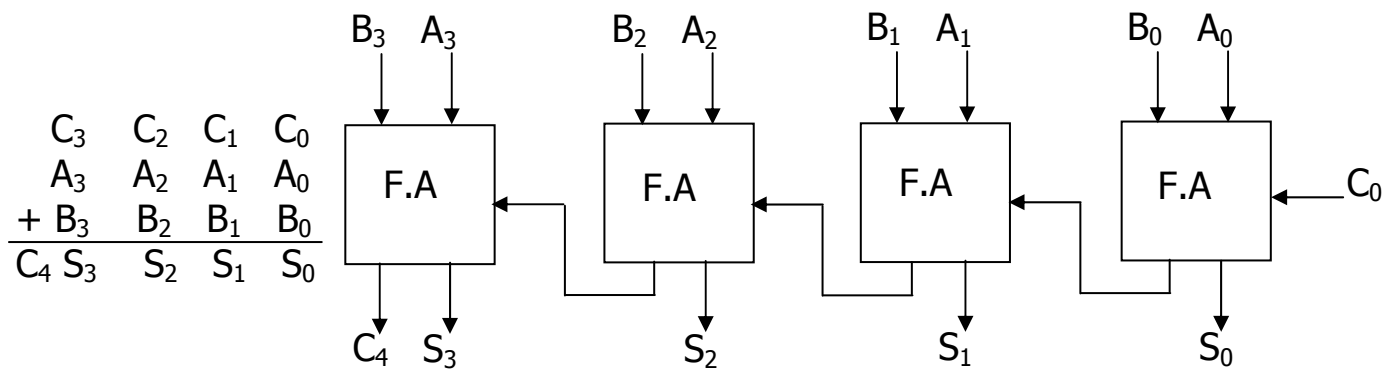 B₃ A₃ B₂ A₂ B₁ A₁ B₀ A₀
C₃ C₂ C₁ C₀
A₃ A₂ A₁ A₀
+ B₃ B₂ B₁ B₀
C₄ S₃ S₂ S₁ S₀
F.A F.A F.A F.A C₀
C₄ S₃ S₂ S₁ S₀